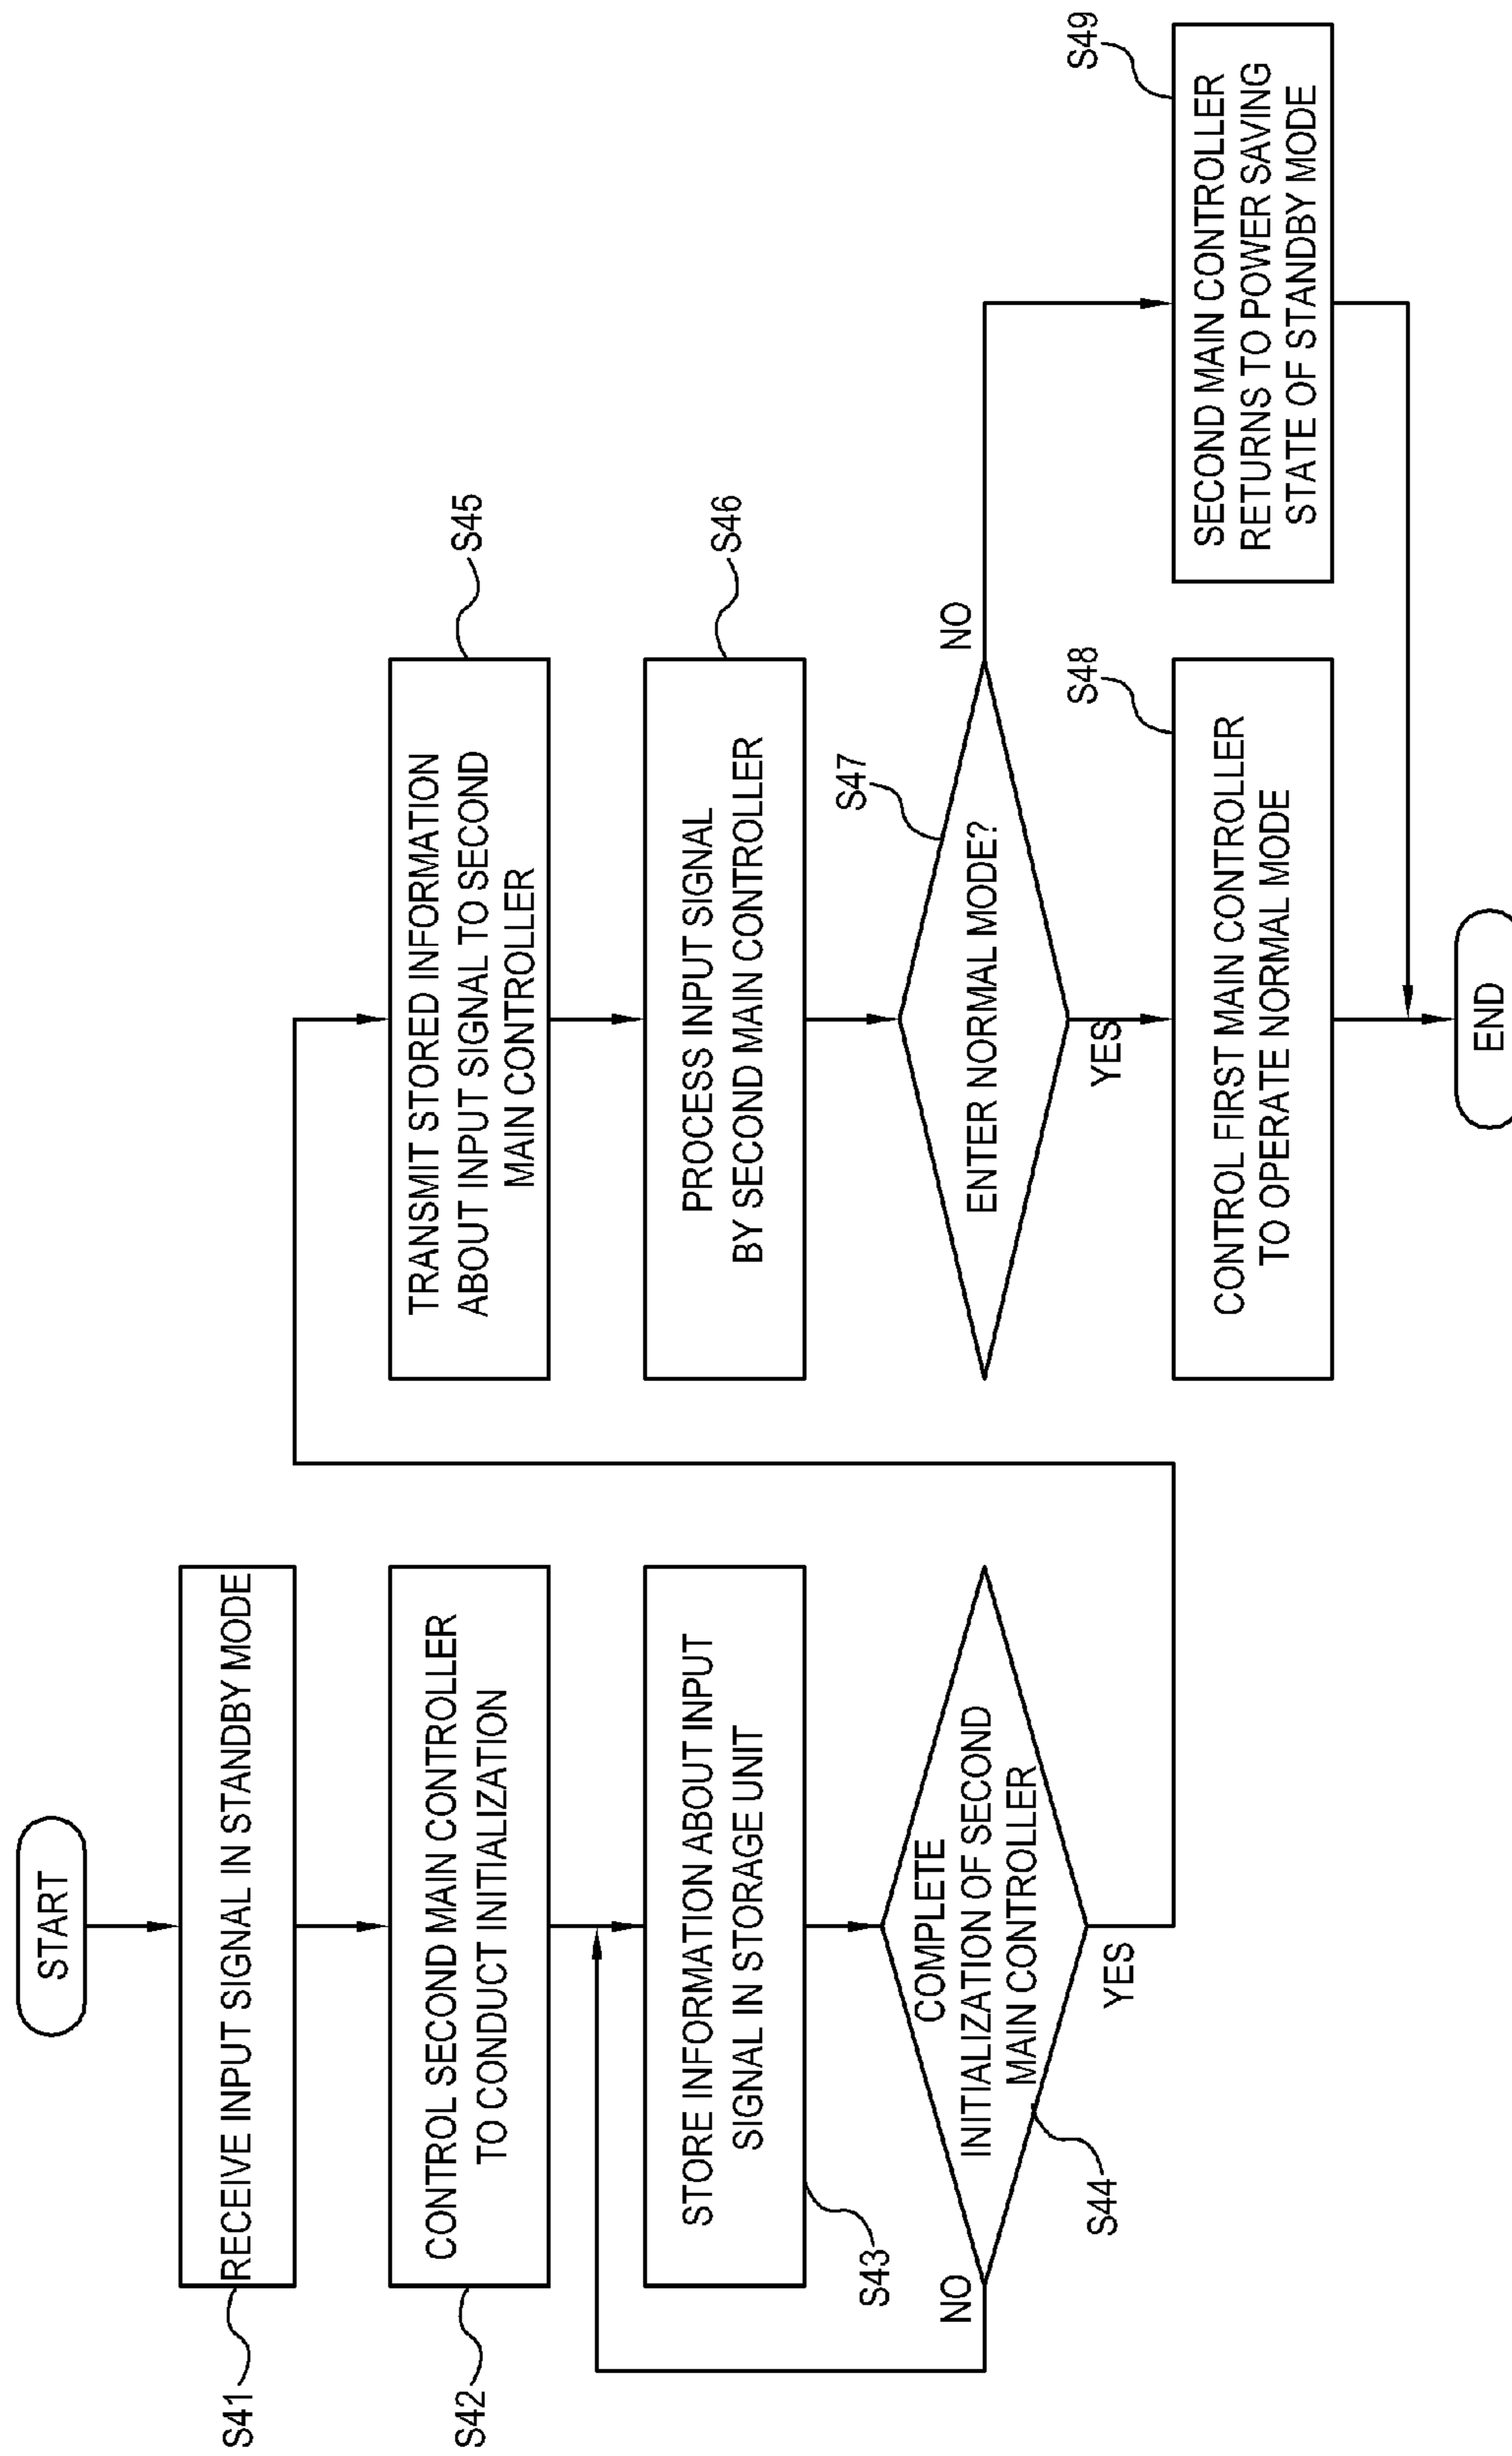 START
S41
RECEIVE INPUT SIGNAL IN STANDBY MODE
S42
CONTROL SECOND MAIN CONTROLLER
TO CONDUCT INITIALIZATION
STORE INFORMATION ABOUT INPUT
SIGNAL IN STORAGE UNIT
S43
COMPLETE
INITIALIZATION OF SECOND
MAIN CONTROLLER
NO
S44
YES
TRANSMIT STORED INFORMATION
ABOUT INPUT SIGNAL TO SECOND
MAIN CONTROLLER
S45
PROCESS INPUT SIGNAL
BY SECOND MAIN CONTROLLER
S46
S47
ENTER NORMAL MODE?
NO
YES
S48
CONTROL FIRST MAIN CONTROLLER
TO OPERATE NORMAL MODE
S49
SECOND MAIN CONTROLLER
RETURNS TO POWER SAVING
STATE OF STANDBY MODE
END